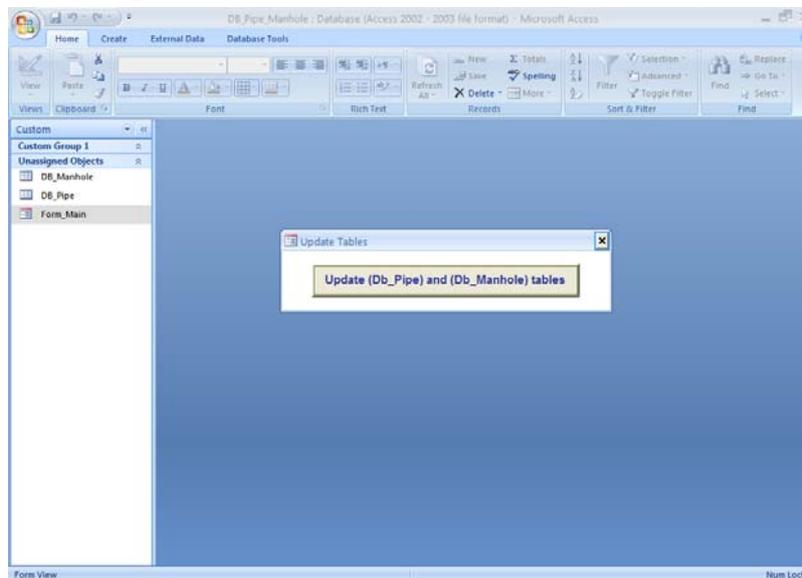 DB_Pipe_Manhole : Database (Access 2002 - 2003 file format) - Microsoft Access
Home Create External Data Database Tools
View Paste
B I U A
Refresh All
New
Save
Delete
Totals
Spelling
More
Filter
Selection
Advanced
Toggle Filter
Find
Replace
Go To
Select
Views Clipboard Font Rich Text Records Sort & Filter Find
Custom
Custom Group 1
Unassigned Objects
DB_Manhole
DB_Pipe
Form_Main
Update Tables
Update (Db_Pipe) and (Db_Manhole) tables
Form View
Num Lock